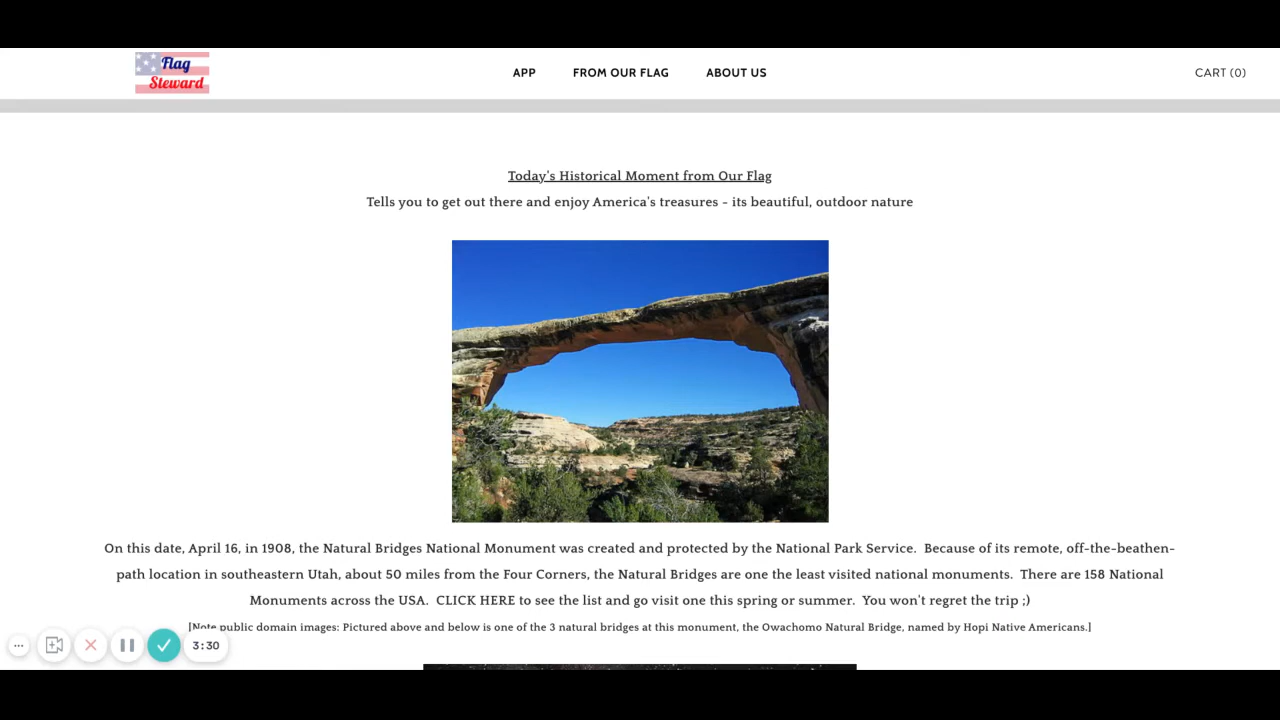 Flag
Steward
APP
FROM OUR FLAG
ABOUT US
CART (0)
Today's Historical Moment from Our Flag
Tells you to get out there and enjoy America's treasures - its beautiful, outdoor nature
On this date, April 16, in 1908, the Natural Bridges National Monument was created and protected by the National Park Service.  Because of its remote, off-the-beathen-
path location in southeastern Utah, about 50 miles from the Four Corners, the Natural Bridges are one the least visited national monuments.  There are 158 National
Monuments across the USA.  CLICK HERE to see the list and go visit one this spring or summer.  You won't regret the trip ;)
[Note public domain images: Pictured above and below is one of the 3 natural bridges at this monument, the Owachomo Natural Bridge, named by Hopi Native Americans.]
3:30